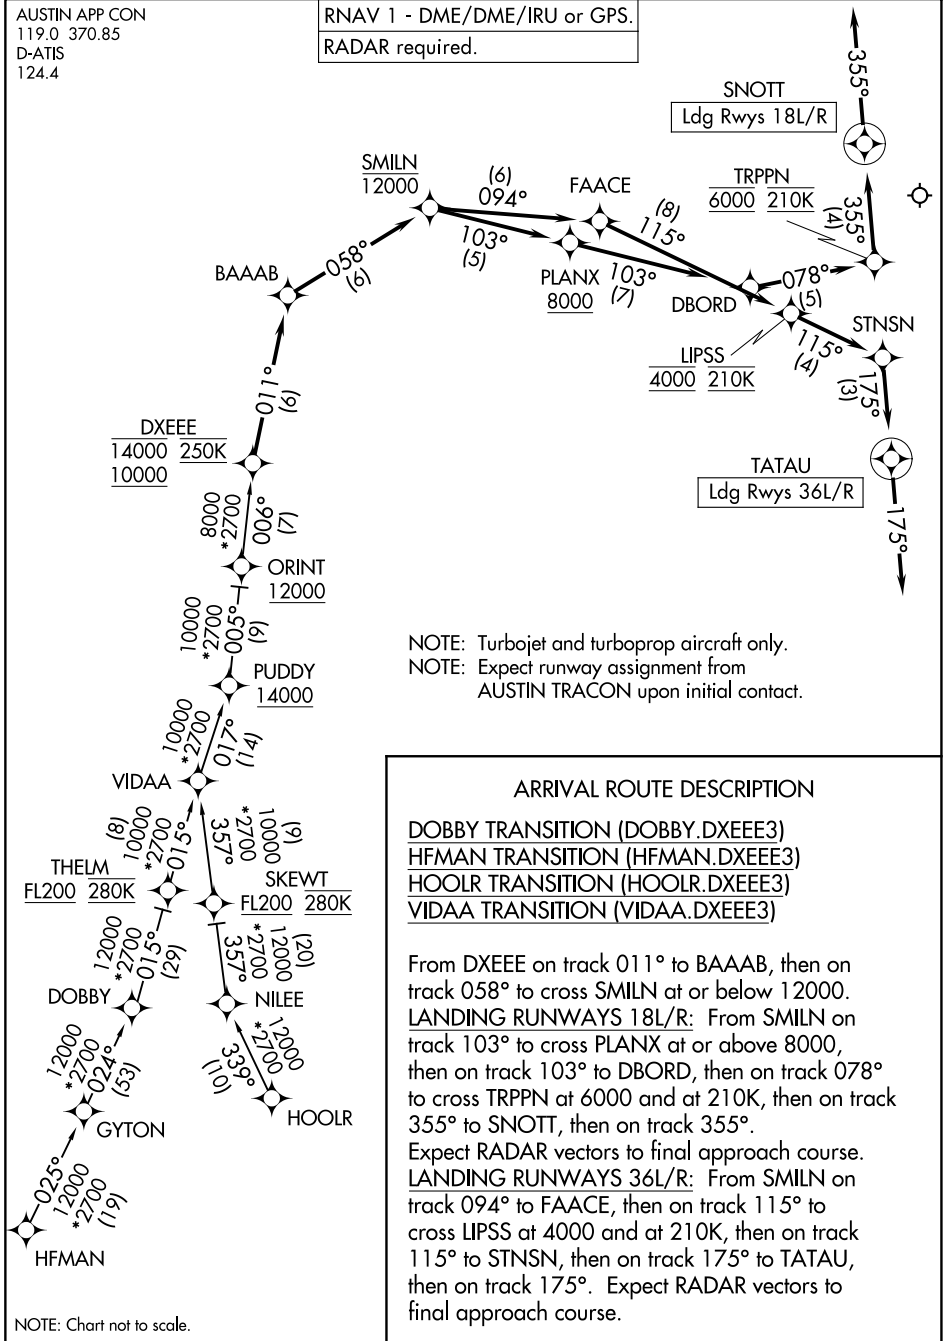 AUSTIN APP CON
119.0 370.85
D-ATIS
124.4
RNAV 1 - DME/DME/IRU or GPS.
RADAR required.
355°
SNOTT
Ldg Rwys 18L/R
SMILN
12000
(6)
094°
FAACE
TRPPN
6000 210K
355°
(4)
(8)
115°
103°
(5)
BAAAB
058°
(6)
PLANX
8000
103°
(7)
DBORD
078°
(5)
STNSN
LIPSS
4000 210K
115°
(4)
175°
(3)
011°
(6)
DXEEE
14000 250K
10000
TATAU
Ldg Rwys 36L/R
175°
8000
*2700
006°
(7)
ORINT
12000
10000
*2700
005°
(9)
NOTE: Turbojet and turboprop aircraft only.
NOTE: Expect runway assignment from
AUSTIN TRACON upon initial contact.
PUDDY
14000
10000
*2700
017°
(14)
VIDAA
(8)
10000
*2700
015°
(9)
10000
*2700
357°
THELM
FL200 280K
SKEWT
FL200 280K
12000
*2700
015°
(29)
(20)
12000
*2700
357°
DOBBY
NILEE
12000
*2700
024°
(53)
12000
*2700
339°
(10)
GYTON
HOOLR
025°
12000
*2700
(19)
HFMAN
NOTE: Chart not to scale.
ARRIVAL ROUTE DESCRIPTION
DOBBY TRANSITION (DOBBY.DXEEE3)
HFMAN TRANSITION (HFMAN.DXEEE3)
HOOLR TRANSITION (HOOLR.DXEEE3)
VIDAA TRANSITION (VIDAA.DXEEE3)
From DXEEE on track 011° to BAAAB, then on
track 058° to cross SMILN at or below 12000.
LANDING RUNWAYS 18L/R: From SMILN on
track 103° to cross PLANX at or above 8000,
then on track 103° to DBORD, then on track 078°
to cross TRPPN at 6000 and at 210K, then on track
355° to SNOTT, then on track 355°.
Expect RADAR vectors to final approach course.
LANDING RUNWAYS 36L/R: From SMILN on
track 094° to FAACE, then on track 115° to
cross LIPSS at 4000 and at 210K, then on track
115° to STNSN, then on track 175° to TATAU,
then on track 175°. Expect RADAR vectors to
final approach course.